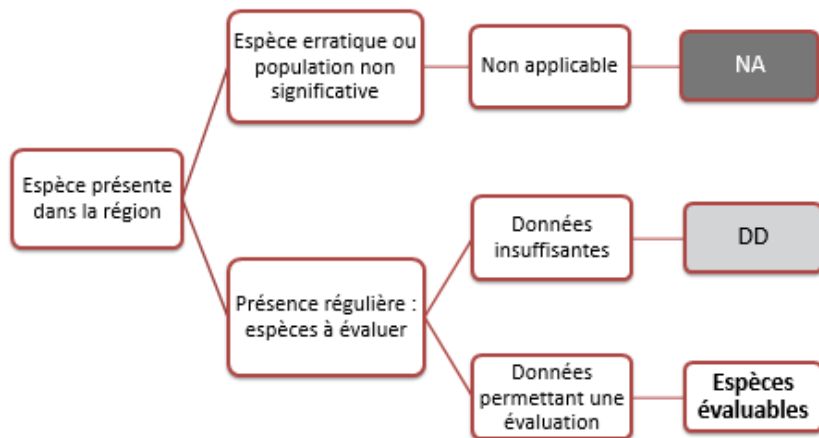 Espèce erratique ou
population non
significative
Non applicable
NA
Espèce présente
dans la région
Données
insuffisantes
DD
Présence régulière :
espèces à évaluer
Données
permettant une
évaluation
Espèces
évaluables